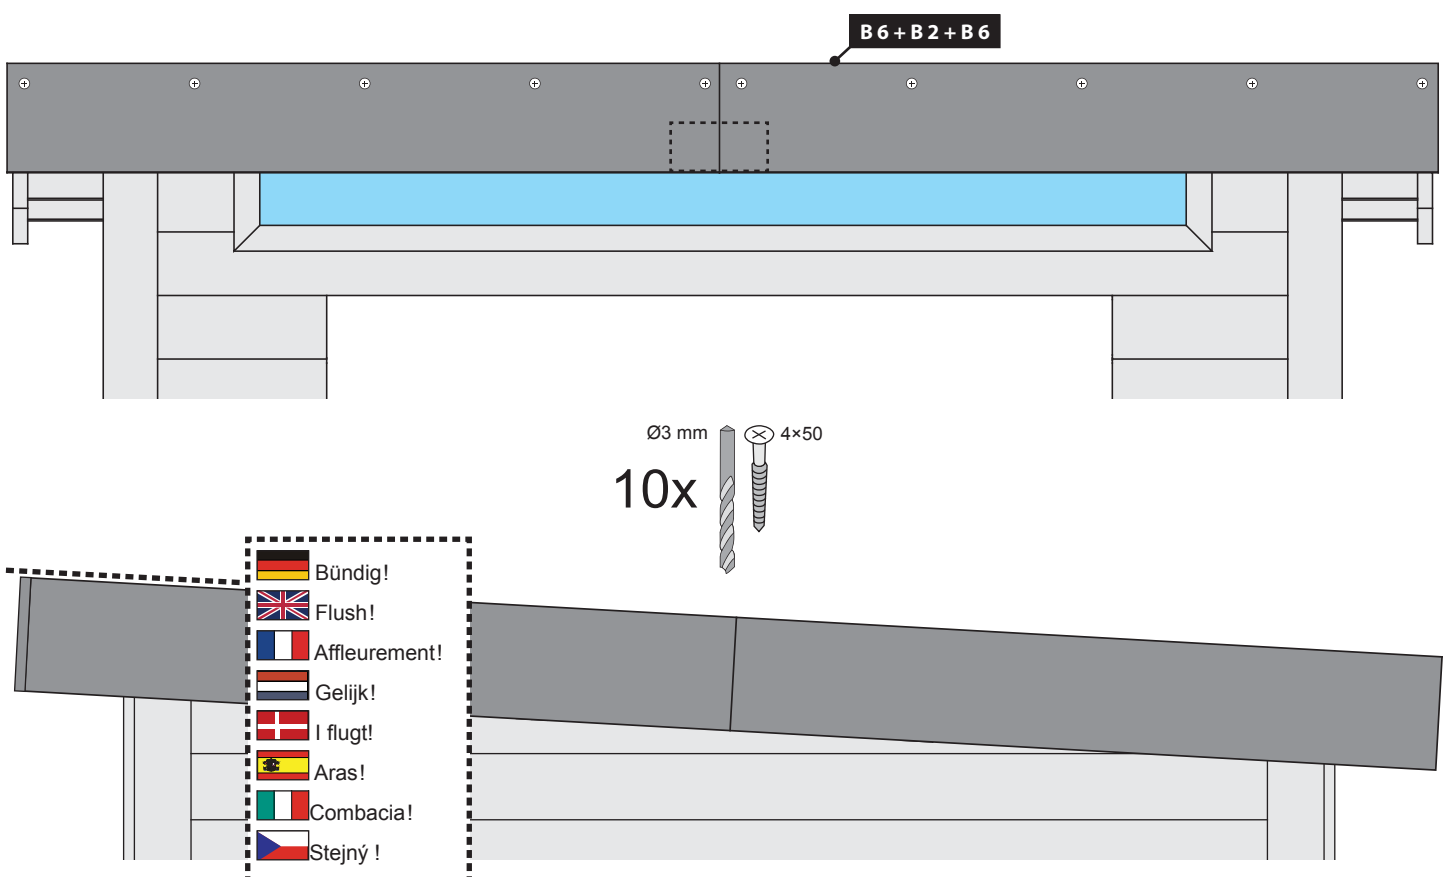 B6+B2+B6
Ø3 mm
4×50
10x
Bündig!
Flush!
Affleurement!
Gelijk!
I flugt!
Aras!
Combacia!
Stejný !